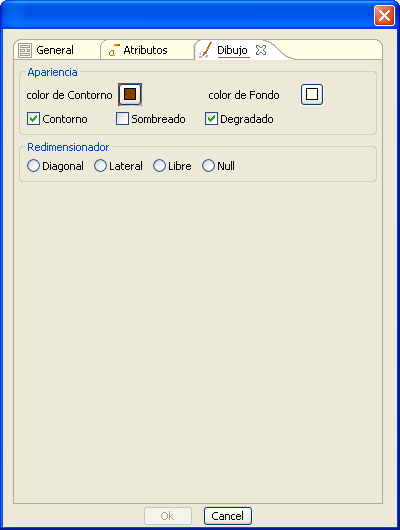 General Atributos Dibujo
Apariencia
color de Contorno color de Fondo
Contorno Sombreado Degradado
Redimensionador
Diagonal Lateral Libre Null
Ok Cancel